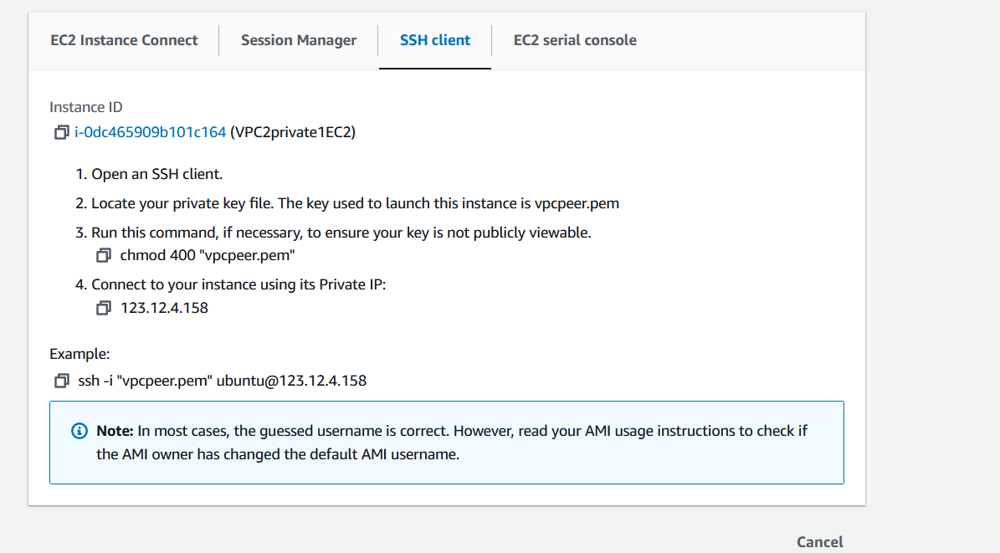 EC2 Instance Connect Session Manager SSH client EC2 serial console
Instance ID
i-0dc465909b101c164 (VPC2private1EC2)
1. Open an SSH client.
2. Locate your private key file. The key used to launch this instance is vpcpeer.pem
3. Run this command, if necessary, to ensure your key is not publicly viewable.
chmod 400 "vpcpeer.pem"
4. Connect to your instance using its Private IP:
123.12.4.158
Example:
ssh -i "vpcpeer.pem" ubuntu@123.12.4.158
Note: In most cases, the guessed username is correct. However, read your AMI usage instructions to check if
the AMI owner has changed the default AMI username.
Cancel